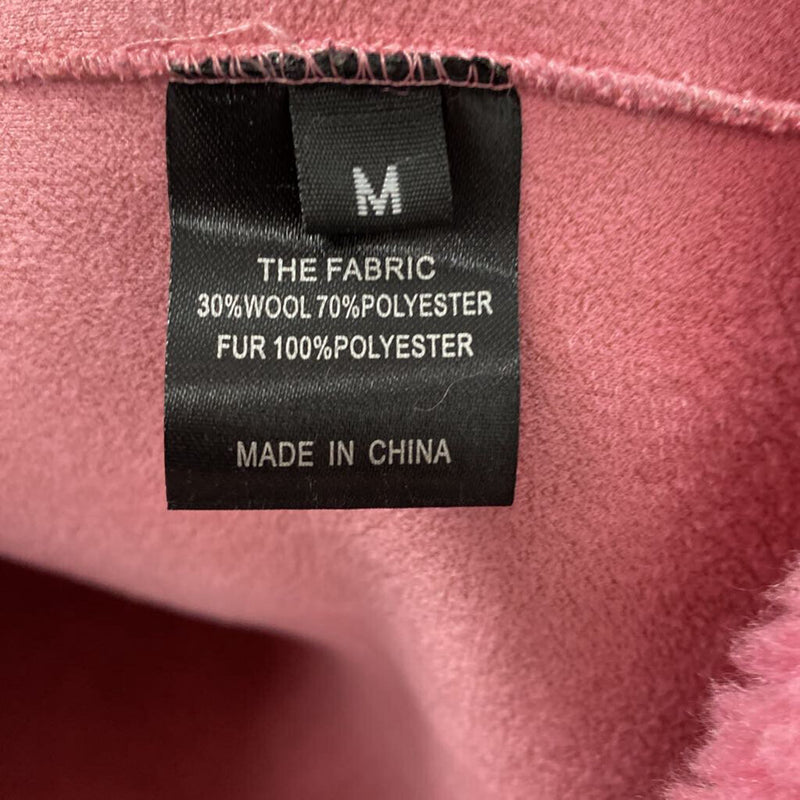 M
THE FABRIC
30%WOOL 70%POLYESTER
FUR 100%POLYESTER
MADE IN CHINA